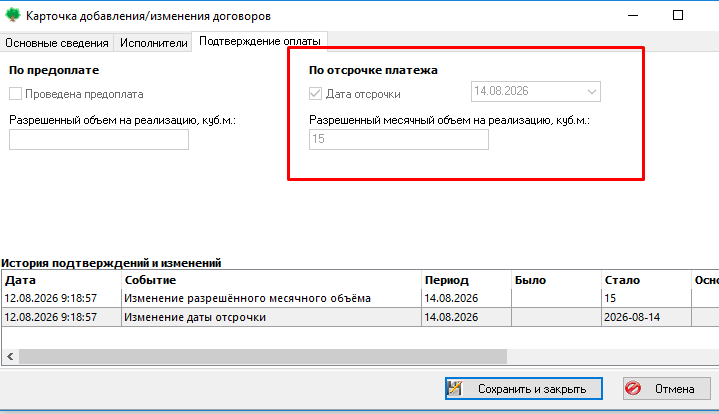 Карточка добавления/изменения договоров
Основные сведения Исполнители Подтверждение оплаты
По предоплате По отсрочке платежа
Проведена предоплата Дата отсрочки 14.08.2026
Разрешенный объем на реализацию, куб.м.: Разрешенный месячный объем на реализацию, куб.м.:
15
История подтверждений и изменений
Дата Событие Период Было Стало Осно
12.08.2026 9:18:57 Изменение разрешённого месячного объёма 14.08.2026 15
12.08.2026 9:18:57 Изменение даты отсрочки 14.08.2026 2026-08-14
Сохранить и закрыть Отмена